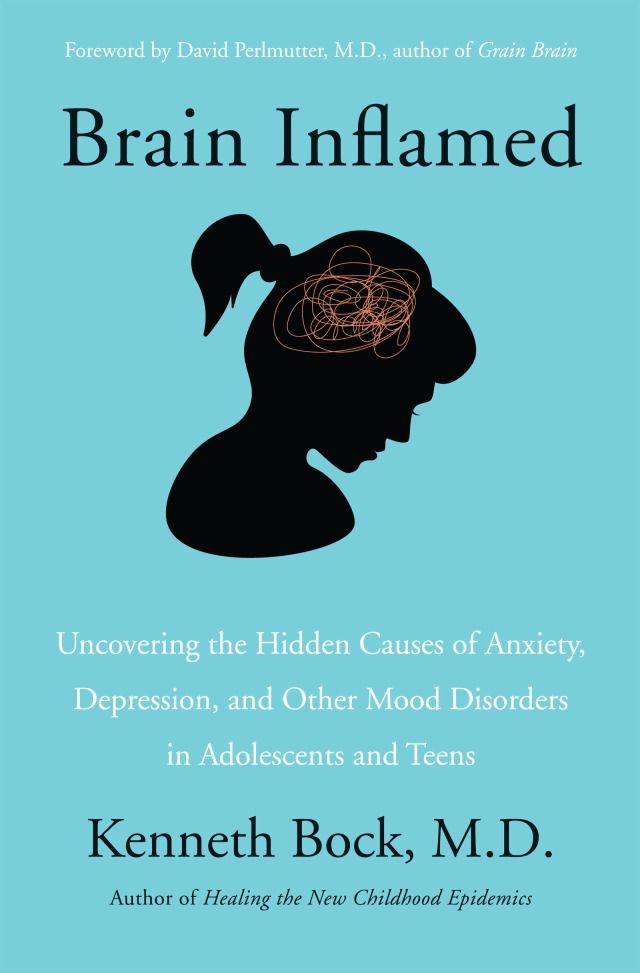 Foreword by David Perlmutter, M.D., author of Grain Brain
Brain Inflamed
Uncovering the Hidden Causes of Anxiety,
Depression, and Other Mood Disorders
in Adolescents and Teens
Kenneth Bock, M.D.
Author of Healing the New Childhood Epidemics